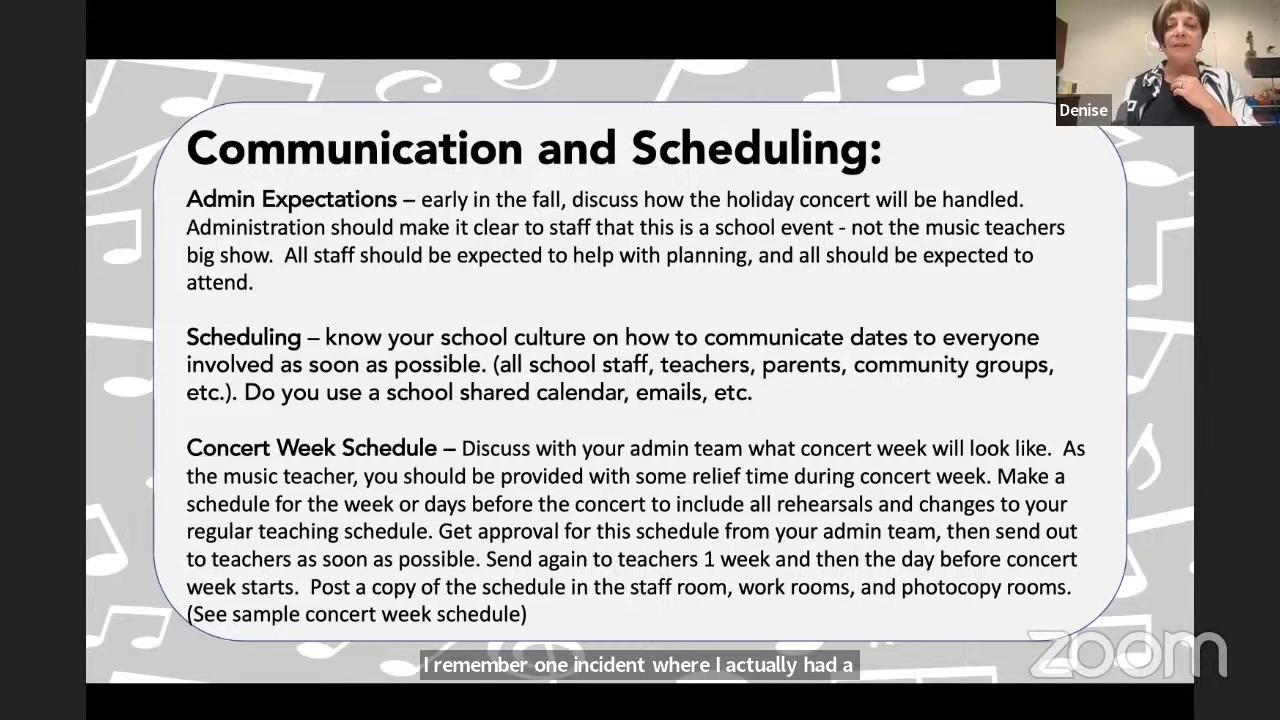 Denise
Communication and Scheduling:
Admin Expectations – early in the fall, discuss how the holiday concert will be handled.
Administration should make it clear to staff that this is a school event - not the music teachers
big show.  All staff should be expected to help with planning, and all should be expected to
attend.
Scheduling – know your school culture on how to communicate dates to everyone
involved as soon as possible. (all school staff, teachers, parents, community groups,
etc.). Do you use a school shared calendar, emails, etc.
Concert Week Schedule – Discuss with your admin team what concert week will look like.  As
the music teacher, you should be provided with some relief time during concert week. Make a
schedule for the week or days before the concert to include all rehearsals and changes to your
regular teaching schedule. Get approval for this schedule from your admin team, then send out
to teachers as soon as possible. Send again to teachers 1 week and then the day before concert
week starts.  Post a copy of the schedule in the staff room, work rooms, and photocopy rooms.
(See sample concert week schedule)
I remember one incident where I actually had a
zoom